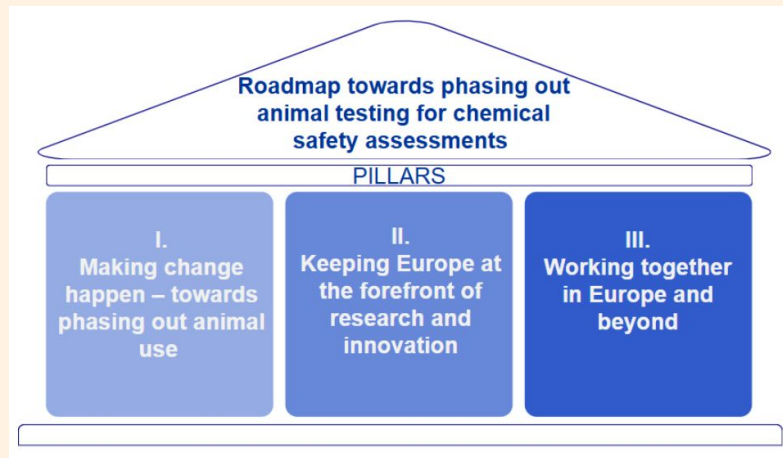 Roadmap towards phasing out
animal testing for chemical
safety assessments
PILLARS
I.
Making change
happen – towards
phasing out animal
use
II.
Keeping Europe at
the forefront of
research and
innovation
III.
Working together
in Europe and
beyond